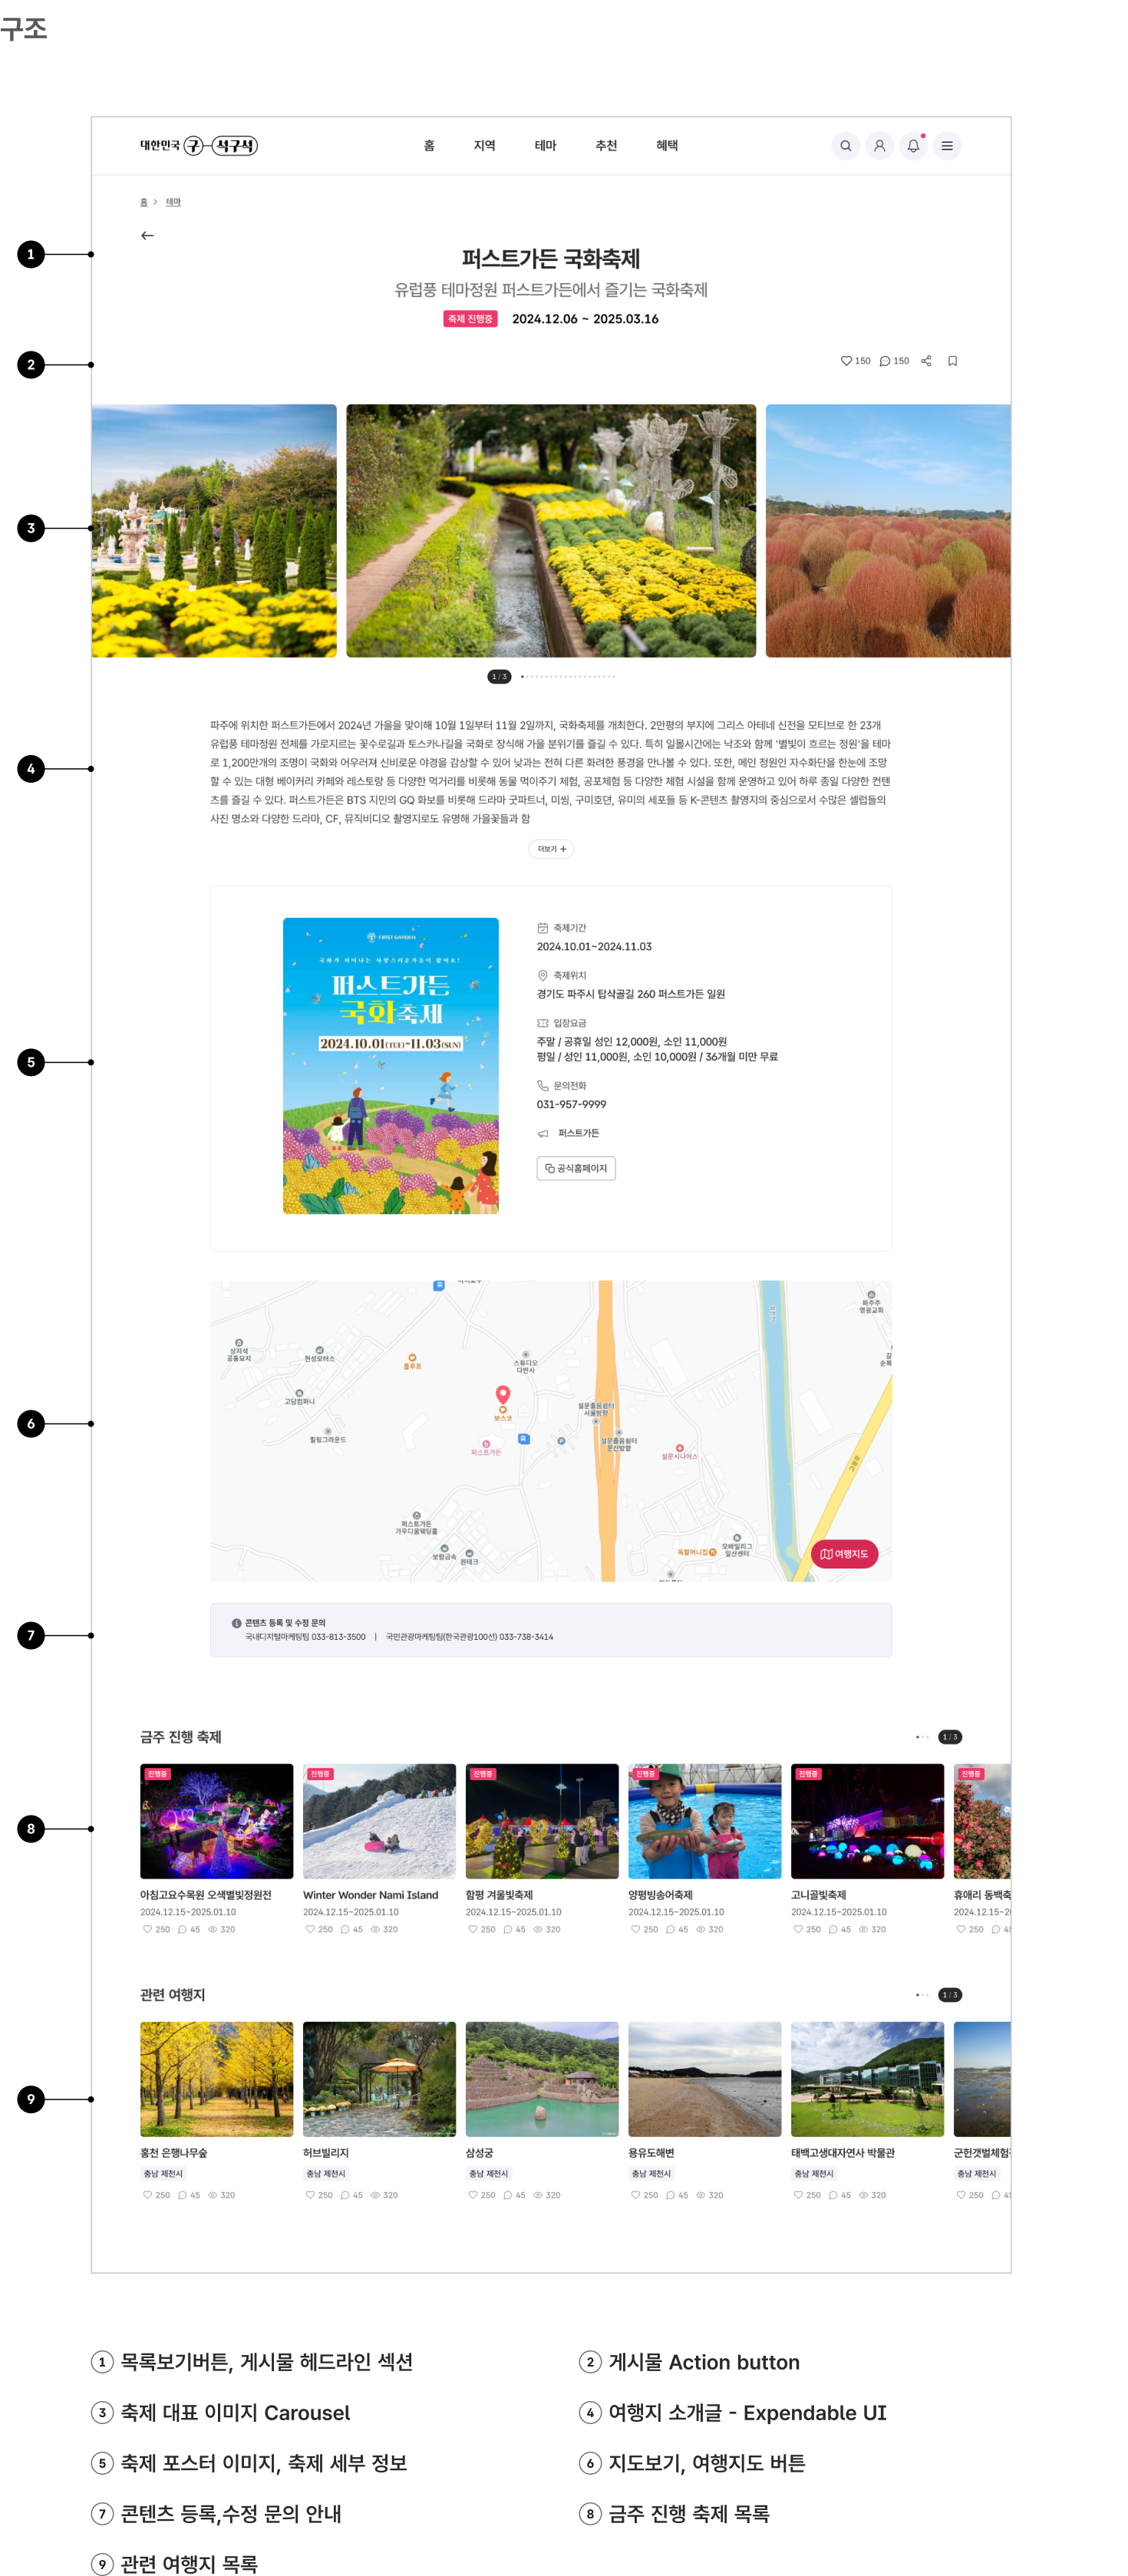 구조
대한민국 구석구석
홈 지역 테마 추천 혜택
홈 > 테마
1
퍼스트가든 국화축제
유럽풍 테마정원 퍼스트가든에서 즐기는 국화축제
축제 진행중 2024.12.06 ~ 2025.03.16
2
150 150
3
1 / 3
파주에 위치한 퍼스트가든에서 2024년 가을을 맞이해 10월 1일부터 11월 2일까지, 국화축제를 개최한다. 2만평의 부지에 그리스 아테네 신전을 모티브로 한 23개
유럽풍 테마정원 전체를 가로지르는 꽃수로길과 토스카나길을 국화로 장식해 가을 분위기를 즐길 수 있다. 특히 일몰시간에는 낙조와 함께 '별빛이 흐르는 정원'을 테마
로 1,200만개의 조명이 국화와 어우러져 신비로운 야경을 감상할 수 있어 낮과는 전혀 다른 화려한 풍경을 만나볼 수 있다. 또한, 메인 정원인 자수화단을 한눈에 조망
할 수 있는 대형 베이커리 카페와 레스토랑 등 다양한 먹거리를 비롯해 동물 먹이주기 체험, 공포체험 등 다양한 체험 시설을 함께 운영하고 있어 하루 종일 다양한 컨텐
츠를 즐길 수 있다. 퍼스트가든은 BTS 지민의 GQ 화보를 비롯해 드라마 굿파트너, 미씽, 구미호뎐, 유미의 세포들 등 K-콘텐츠 촬영지의 중심으로서 수많은 셀럽들의
사진 명소와 다양한 드라마, CF, 뮤직비디오 촬영지로도 유명해 가을꽃들과 함
4
더보기 +
FIRST GARDEN
국화가 피어나는 사랑스러운가을이 왔어요!
퍼스트가든
국화축제
2024.10.01(TUE)~11.03(SUN)
축제기간
2024.10.01~2024.11.03
축제위치
경기도 파주시 탑삭골길 260 퍼스트가든 일원
입장요금
주말 / 공휴일 성인 12,000원, 소인 11,000원
평일 / 성인 11,000원, 소인 10,000원 / 36개월 미만 무료
5
문의전화
031-957-9999
퍼스트가든
공식홈페이지
파주주
영광교회
상지석
공동묘지
현성모터스
플루프
스튜디오
다반사
고담컴퍼니
보스코
설문졸음쉼터
서울방향
힐링그라운드
퍼스트가든
설문졸음쉼터
문산방향
설문시니어스
6
고봉로
퍼스트가든
가우디움웨딩홀
보람금속
원테크
옥할머니집
모바일리그
일산센터
여행지도
7
콘텐츠 등록 및 수정 문의
국내디지털마케팅팀 033-813-3500 | 국민관광마케팅팀(한국관광100선) 033-738-3414
금주 진행 축제
1 / 3
진행중 진행중 진행중 진행중 진행중 진행중
8
아침고요수목원 오색별빛정원전 Winter Wonder Nami Island 함평 겨울빛축제 양평빙송어축제 고니골빛축제 휴애리 동백축
2024.12.15~2025.01.10 2024.12.15~2025.01.10 2024.12.15~2025.01.10 2024.12.15~2025.01.10 2024.12.15~2025.01.10 2024.12.15~20
250 45 320 250 45 320 250 45 320 250 45 320 250 45 320 250 45
관련 여행지
1 / 3
9
홍천 은행나무숲 허브빌리지 삼성궁 용유도해변 태백고생대자연사 박물관 군헌갯벌체험
충남 제천시 충남 제천시 충남 제천시 충남 제천시 충남 제천시 충남 제천시
250 45 320 250 45 320 250 45 320 250 45 320 250 45 320 250 45
1 목록보기버튼, 게시물 헤드라인 섹션
2 게시물 Action button
3 축제 대표 이미지 Carousel
4 여행지 소개글 - Expendable UI
5 축제 포스터 이미지, 축제 세부 정보
6 지도보기, 여행지도 버튼
7 콘텐츠 등록,수정 문의 안내
8 금주 진행 축제 목록
9 관련 여행지 목록